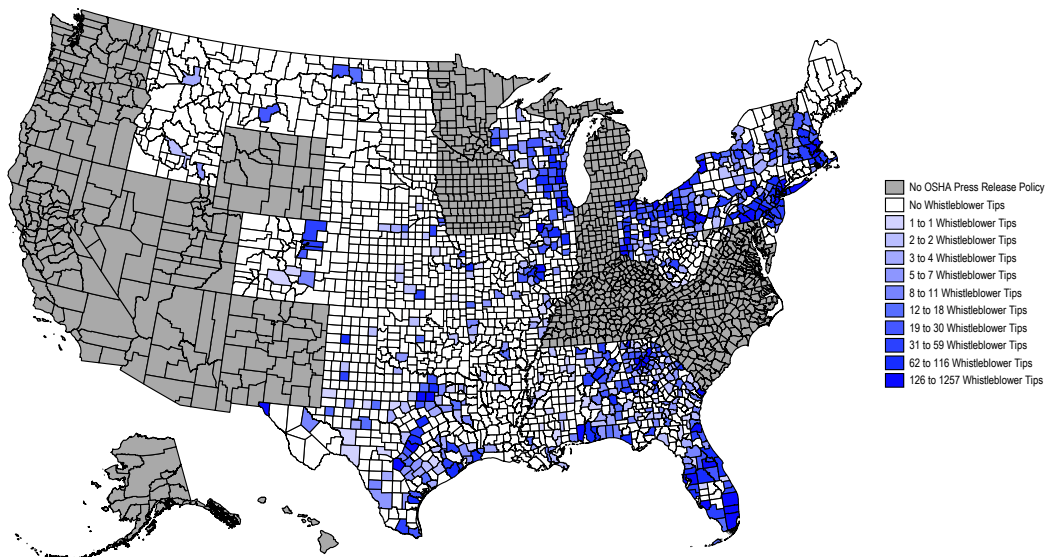 No OSHA Press Release Policy
No Whistleblower Tips
1 to 1 Whistleblower Tips
2 to 2 Whistleblower Tips
3 to 4 Whistleblower Tips
5 to 7 Whistleblower Tips
8 to 11 Whistleblower Tips
12 to 18 Whistleblower Tips
19 to 30 Whistleblower Tips
31 to 59 Whistleblower Tips
62 to 116 Whistleblower Tips
126 to 1257 Whistleblower Tips